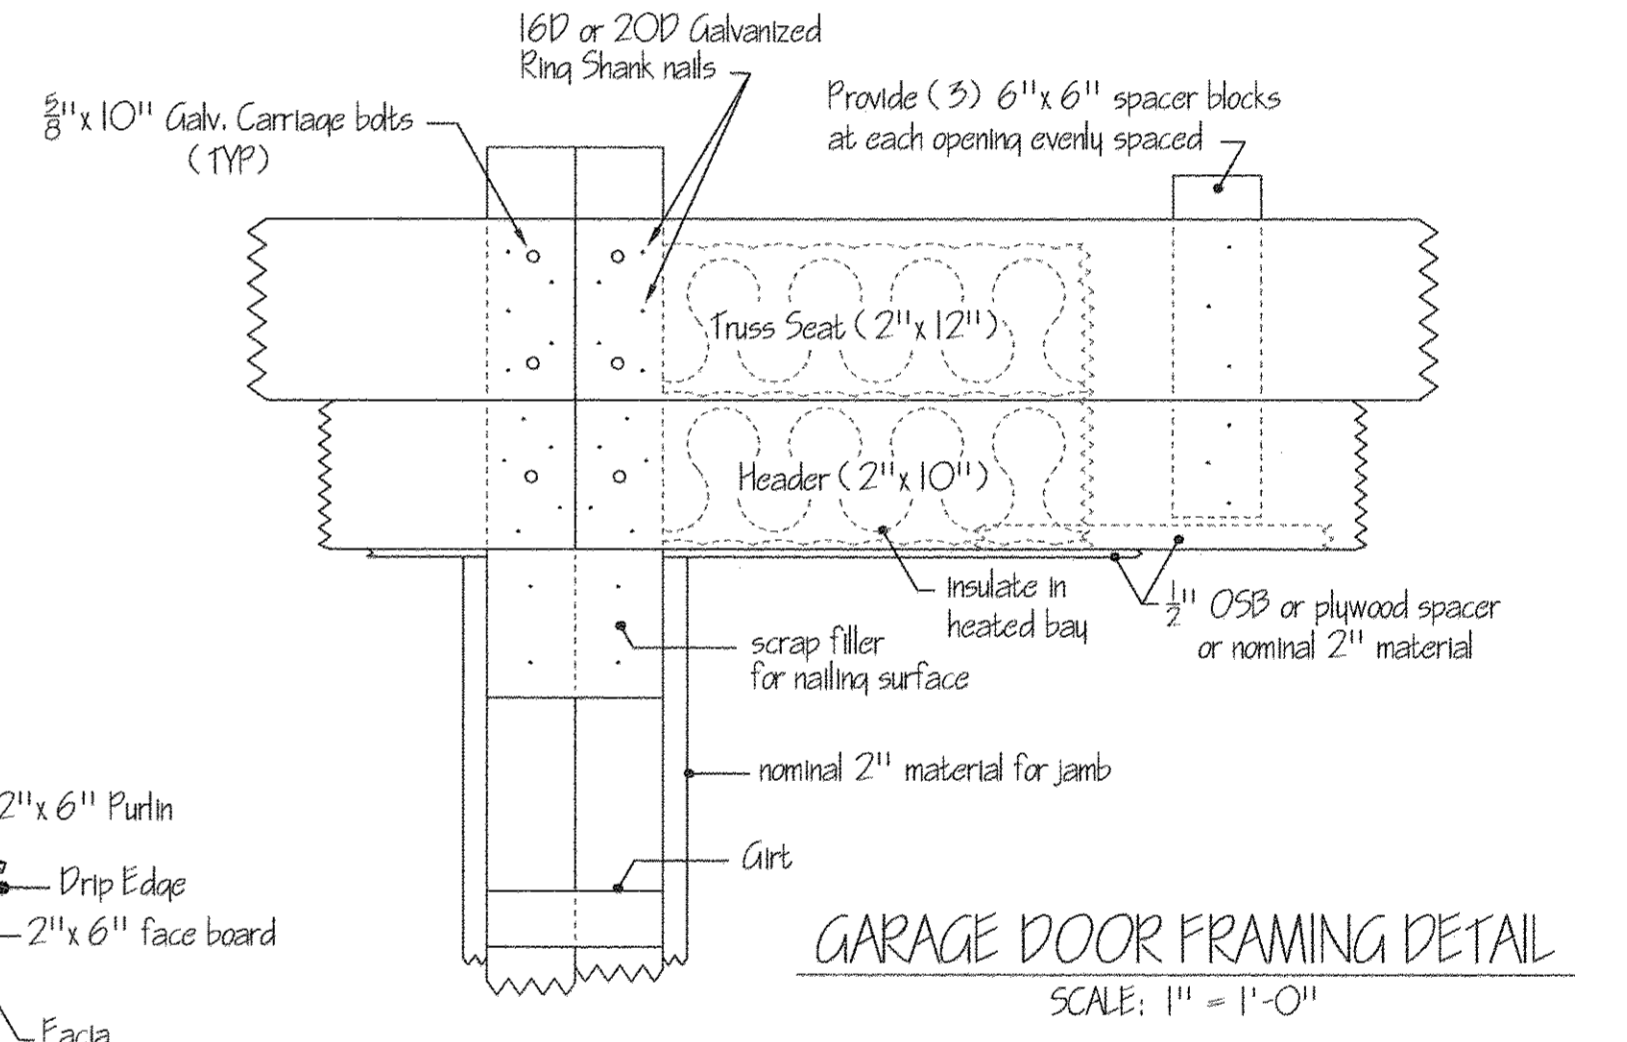 16D or 20D Galvanized
Ring Shank nails
5/8"x 10" Galv. Carriage bolts
(TYP)
Provide (3) 6"x 6" spacer blocks
at each opening evenly spaced
Truss Seat (2"x 12")
Header (2"x 10")
insulate in
heated bay
1/2" OSB or plywood spacer
or nominal 2" material
scrap filler
for nailing surface
nominal 2" material for jamb
2"x 6" Purlin
Girt
Drip Edge
2"x 6" face board
GARAGE DOOR FRAMING DETAIL
SCALE: 1" = 1'-0"
Facia